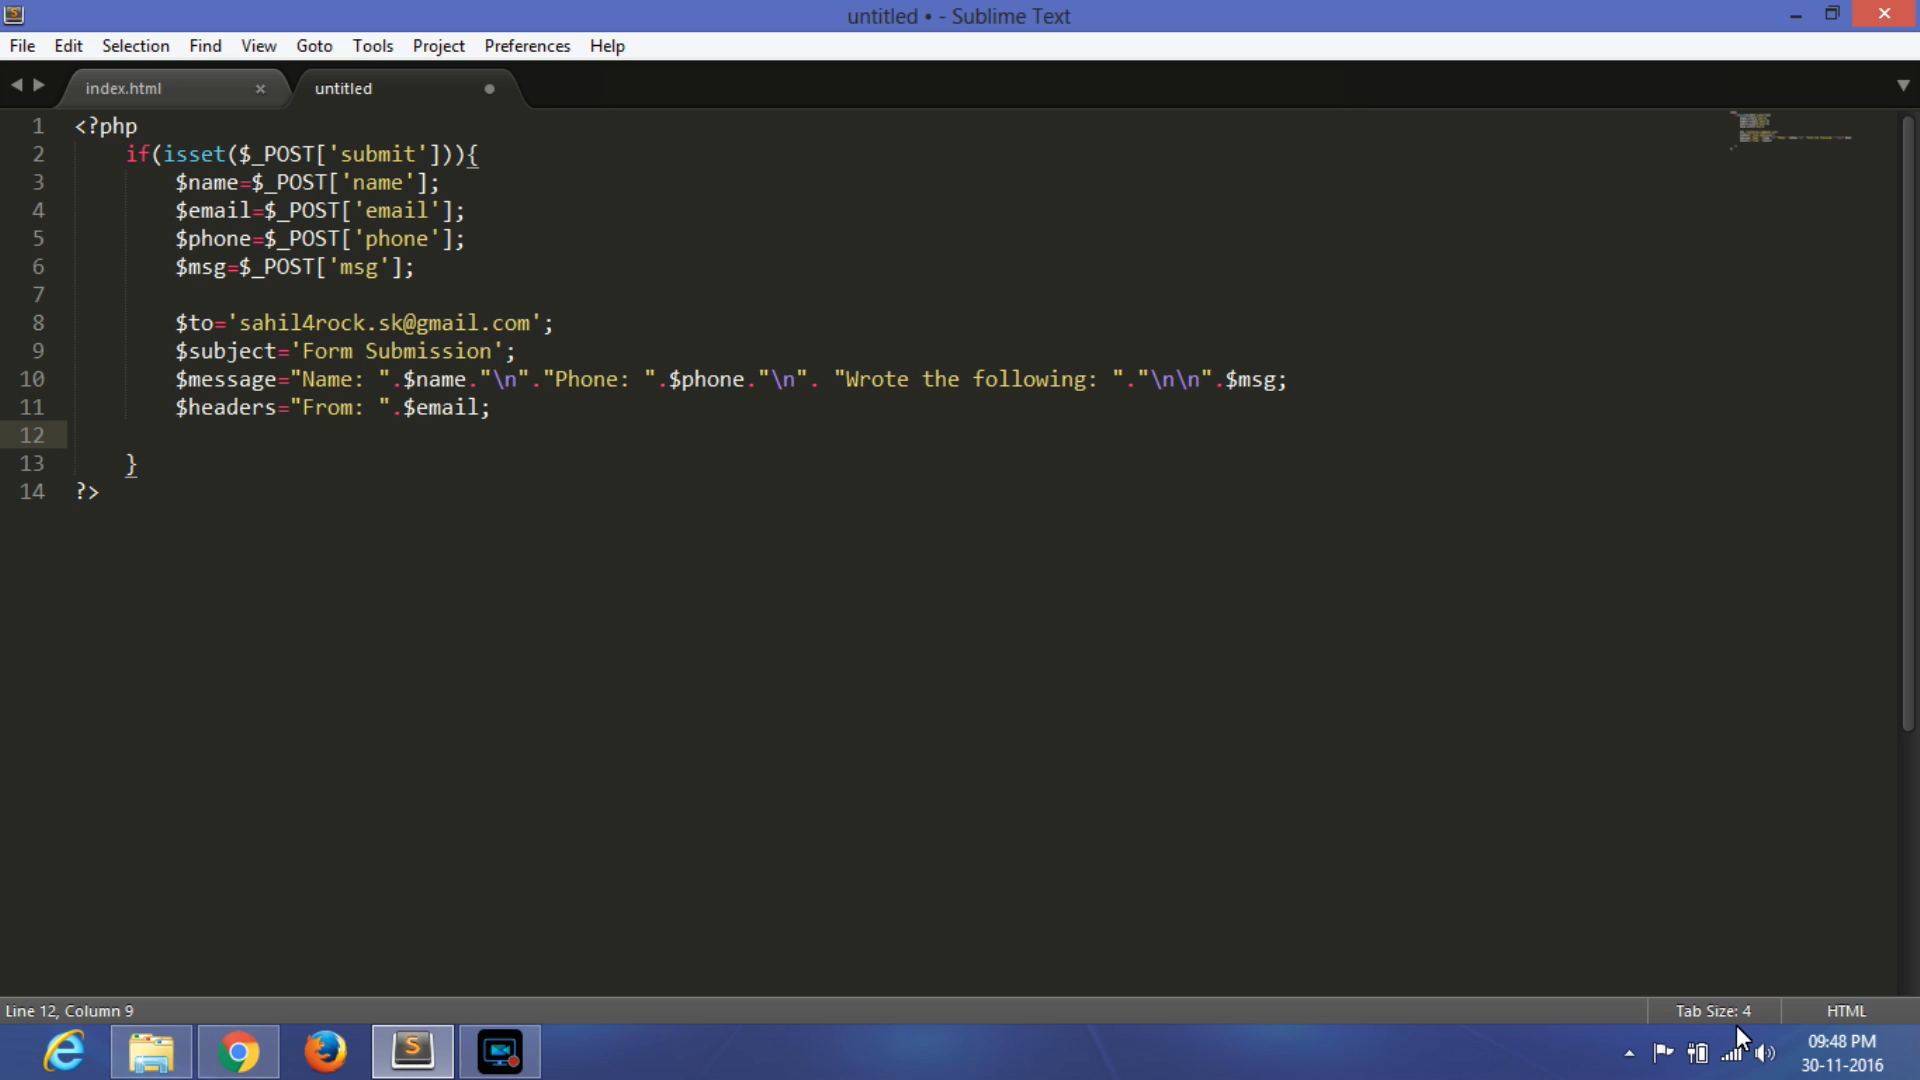 untitled • - Sublime Text
File Edit Selection Find View Goto Tools Project Preferences Help
index.html × untitled
1 <?php
2 if(isset($_POST['submit'])){
3 $name=$_POST['name'];
4 $email=$_POST['email'];
5 $phone=$_POST['phone'];
6 $msg=$_POST['msg'];
7
8 $to='sahil4rock.sk@gmail.com';
9 $subject='Form Submission';
10 $message="Name: ".$name."\n"."Phone: ".$phone."\n". "Wrote the following: "."\n\n".$msg;
11 $headers="From: ".$email;
12
13 }
14 ?>
Line 12, Column 9 Tab Size: 4 HTML
09:48 PM
30-11-2016